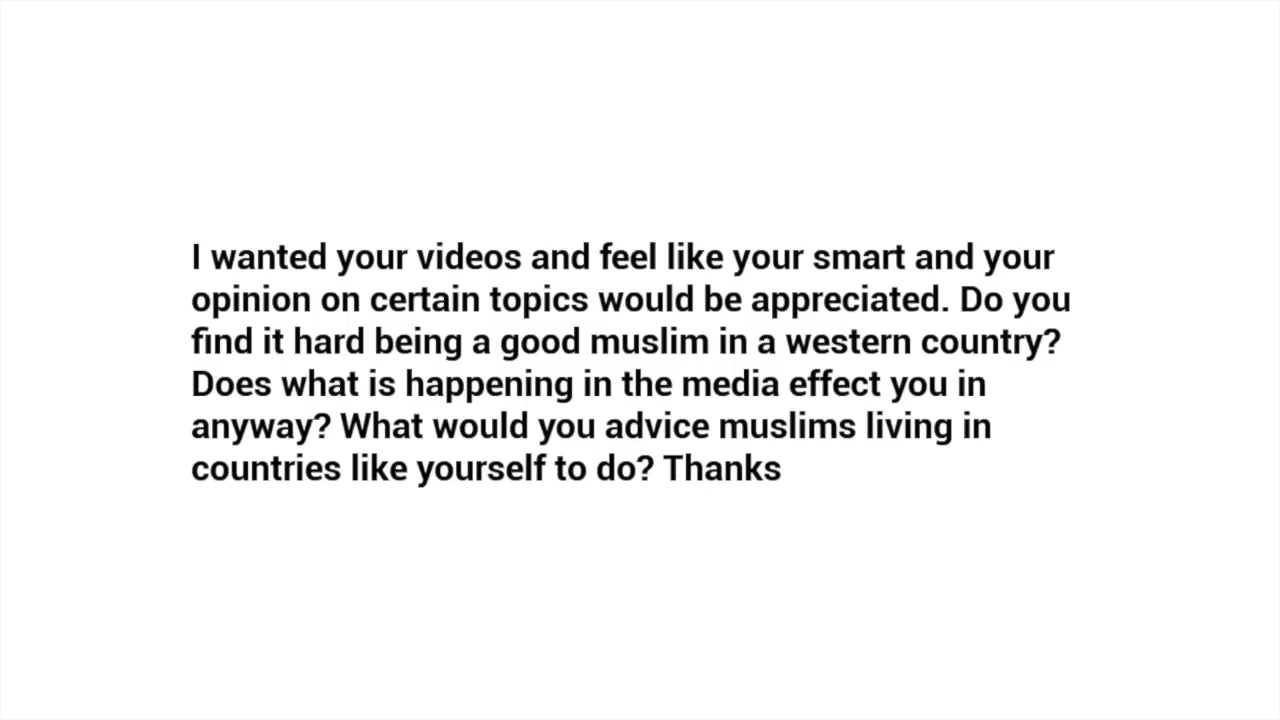 I wanted your videos and feel like your smart and your
opinion on certain topics would be appreciated. Do you
find it hard being a good muslim in a western country?
Does what is happening in the media effect you in
anyway? What would you advice muslims living in
countries like yourself to do? Thanks